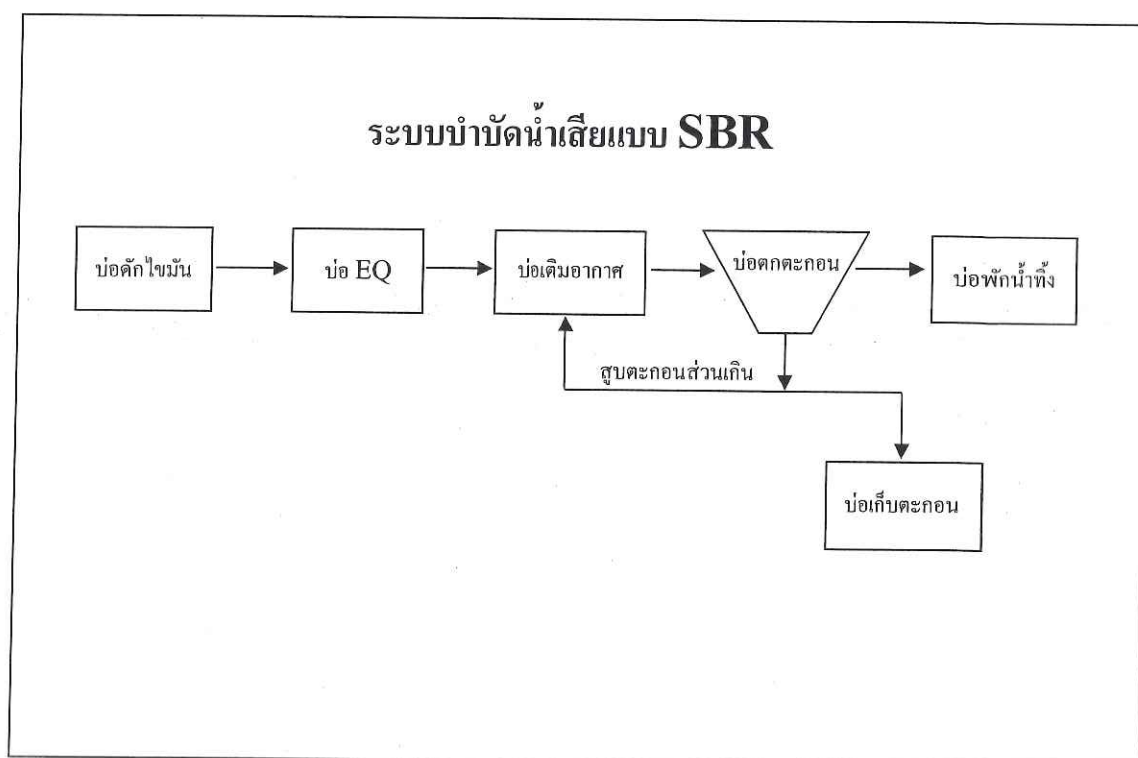 ระบบบำบัดน้ำเสียแบบ SBR
บ่อดักไขมัน
บ่อ EQ
บ่อเติมอากาศ
บ่อตกตะกอน
บ่อพักน้ำทิ้ง
สูบตะกอนส่วนเกิน
บ่อเก็บตะกอน